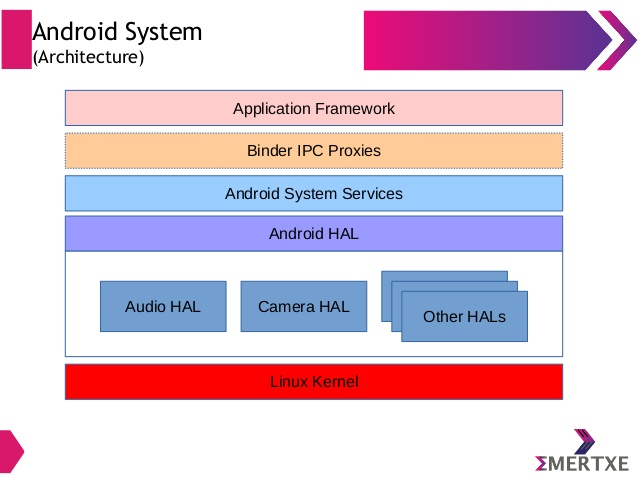 Android System
(Architecture)
Application Framework
Binder IPC Proxies
Android System Services
Android HAL
Audio HAL
Camera HAL
Other HALs
Linux Kernel
EMERTXE